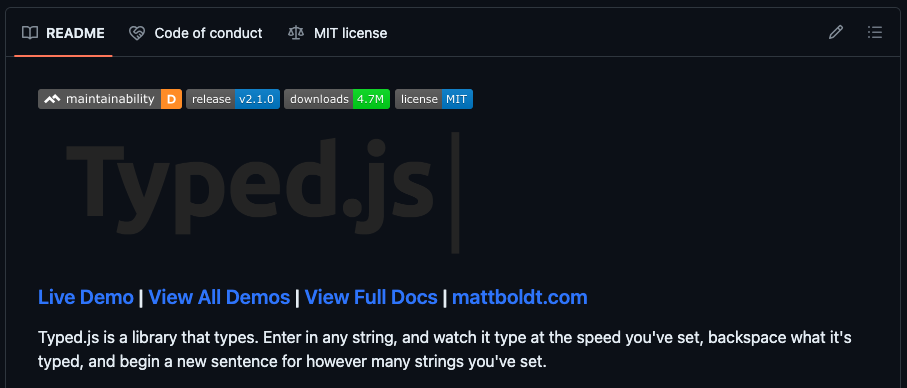 README Code of conduct MIT license
maintainability D release v2.1.0 downloads 4.7M license MIT
Typed.js|
Live Demo | View All Demos | View Full Docs | mattboldt.com
Typed.js is a library that types. Enter in any string, and watch it type at the speed you've set, backspace what it's
typed, and begin a new sentence for however many strings you've set.